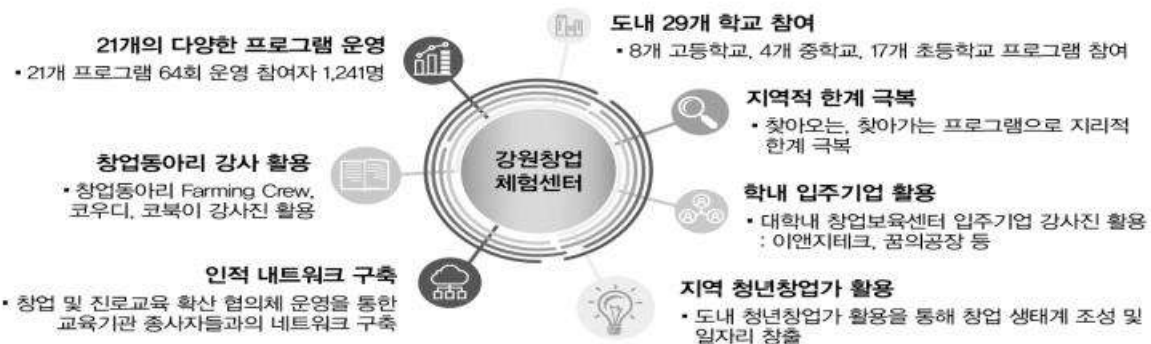 21개의 다양한 프로그램 운영
▪ 21개 프로그램 64회 운영 참여자 1,241명
창업동아리 강사 활용
▪ 창업동아리 Farming Crew,
코우디, 코북이 강사진 활용
인적 내트워크 구축
▪ 창업 및 진로교육 확산 협의체 운영을 통한
교육기관 종사자들과의 네트워크 구축
강원창업
체험센터
도내 29개 학교 참여
▪ 8개 고등학교, 4개 중학교, 17개 초등학교 프로그램 참여
지역적 한계 극복
▪ 찾아오는, 찾아가는 프로그램으로 지리적
한계 극복
학내 입주기업 활용
▪ 대학내 창업보육센터 입주기업 강사진 활용
: 이앤지테크, 꿈의공장 등
지역 청년창업가 활용
▪ 도내 청년창업가 활용을 통해 창업 생태계 조성 및
일자리 창출